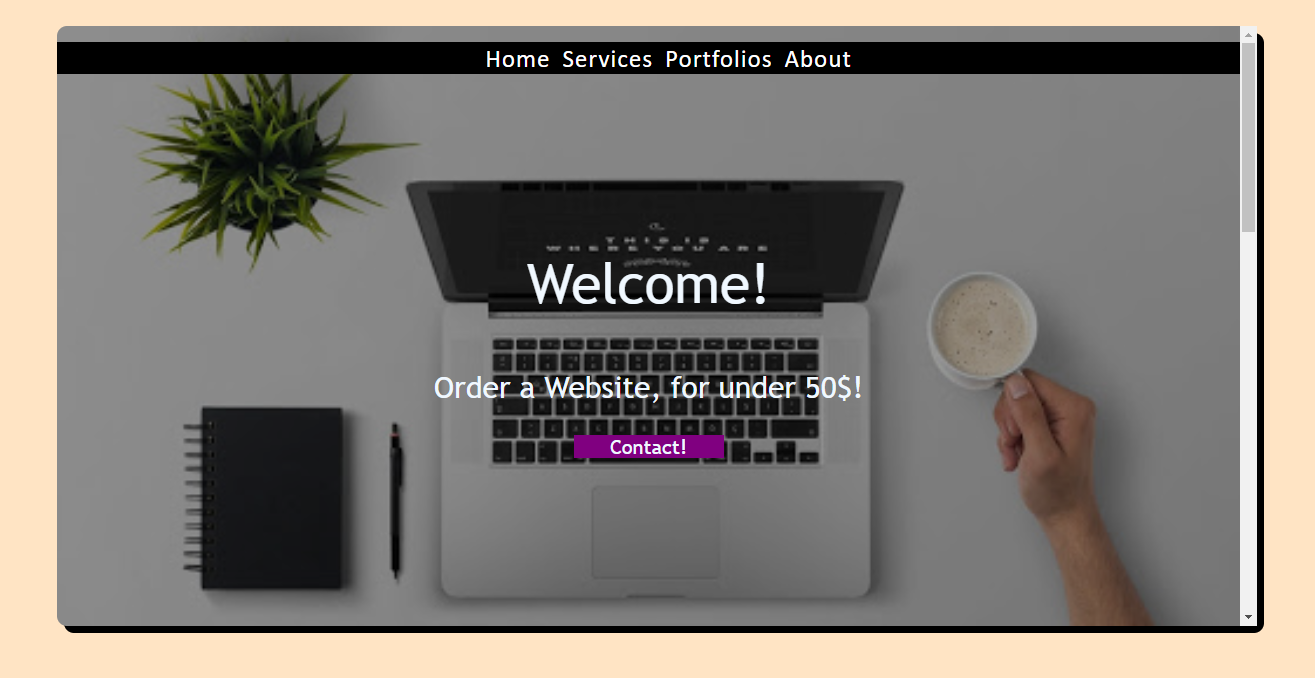 Home Services Portfolios About
THIS IS
WHERE YOU ARE
Welcome!
Order a Website, for under 50$!
Contact!